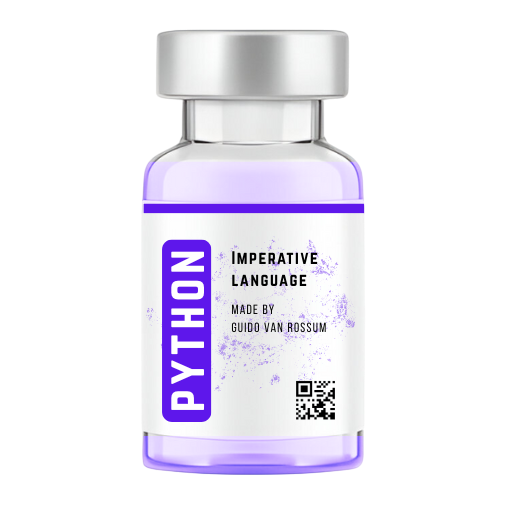 PYTHON
IMPERATIVE
LANGUAGE
MADE BY
GUIDO VAN ROSSUM